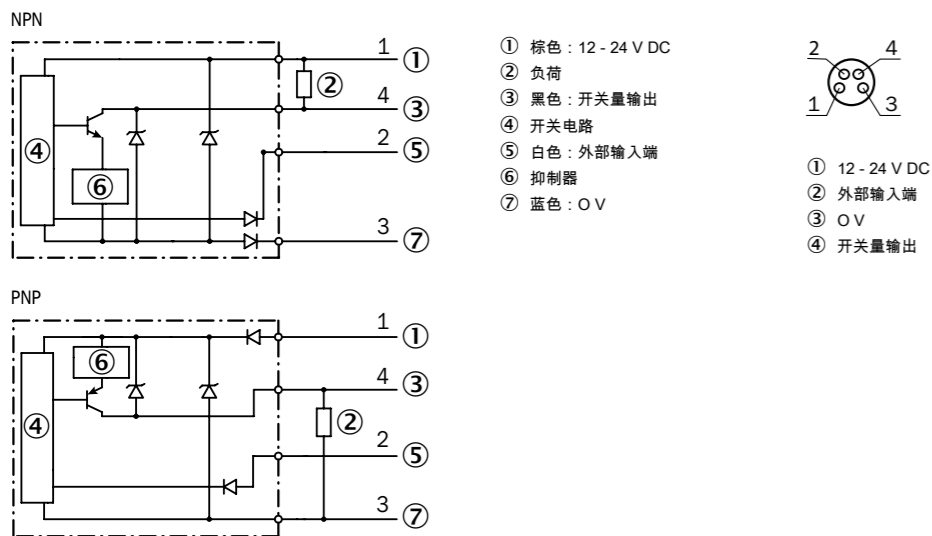 NPN
1 ①
②
4 ③
2 ⑤
④
⑥
3 ⑦
① 棕色：12 - 24 V DC
② 负荷
③ 黑色：开关量输出
④ 开关电路
⑤ 白色：外部输入端
⑥ 抑制器
⑦ 蓝色：O V
2 4
1 3
① 12 - 24 V DC
② 外部输入端
③ O V
④ 开关量输出
PNP
1 ①
⑥
4 ③
④
②
2 ⑤
3 ⑦